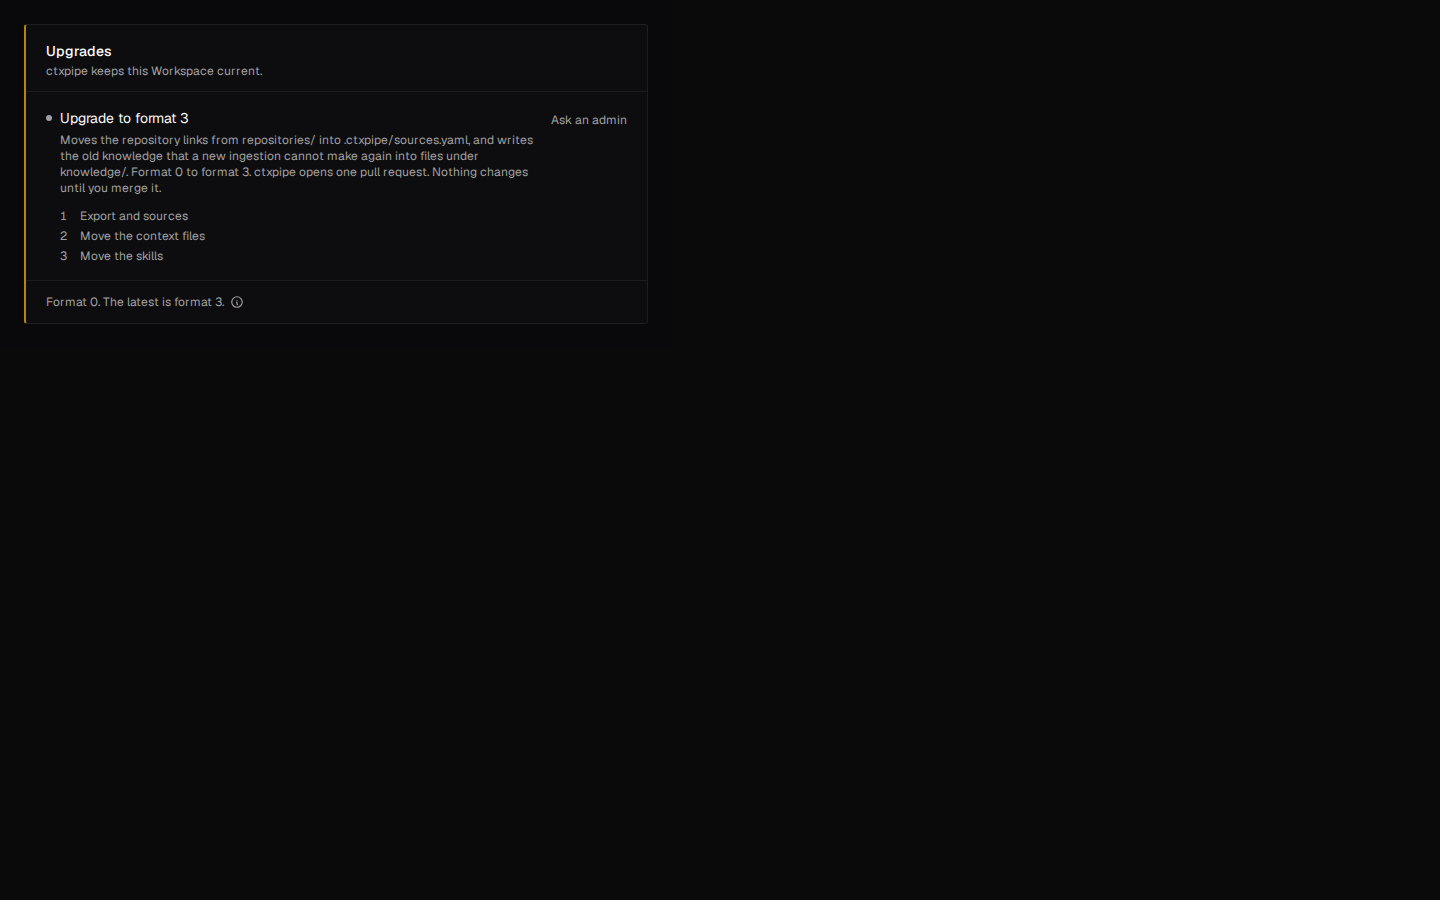 Upgrades
ctxpipe keeps this Workspace current.
Upgrade to format 3
Ask an admin
Moves the repository links from repositories/ into .ctxpipe/sources.yaml, and writes
the old knowledge that a new ingestion cannot make again into files under
knowledge/. Format 0 to format 3. ctxpipe opens one pull request. Nothing changes
until you merge it.
1 Export and sources
2 Move the context files
3 Move the skills
Format 0. The latest is format 3.